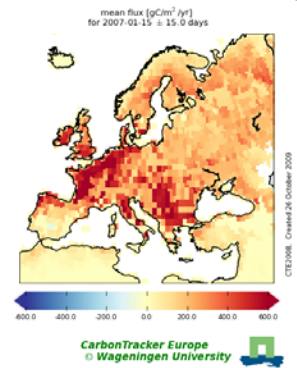 mean flux [gC/m² /yr]
for 2007-01-15 ± 15.0 days
CTE2008, Created 26 October 2009
-600.0 -400.0 -200.0 0.0 200.0 400.0 600.0
CarbonTracker Europe
© Wageningen University